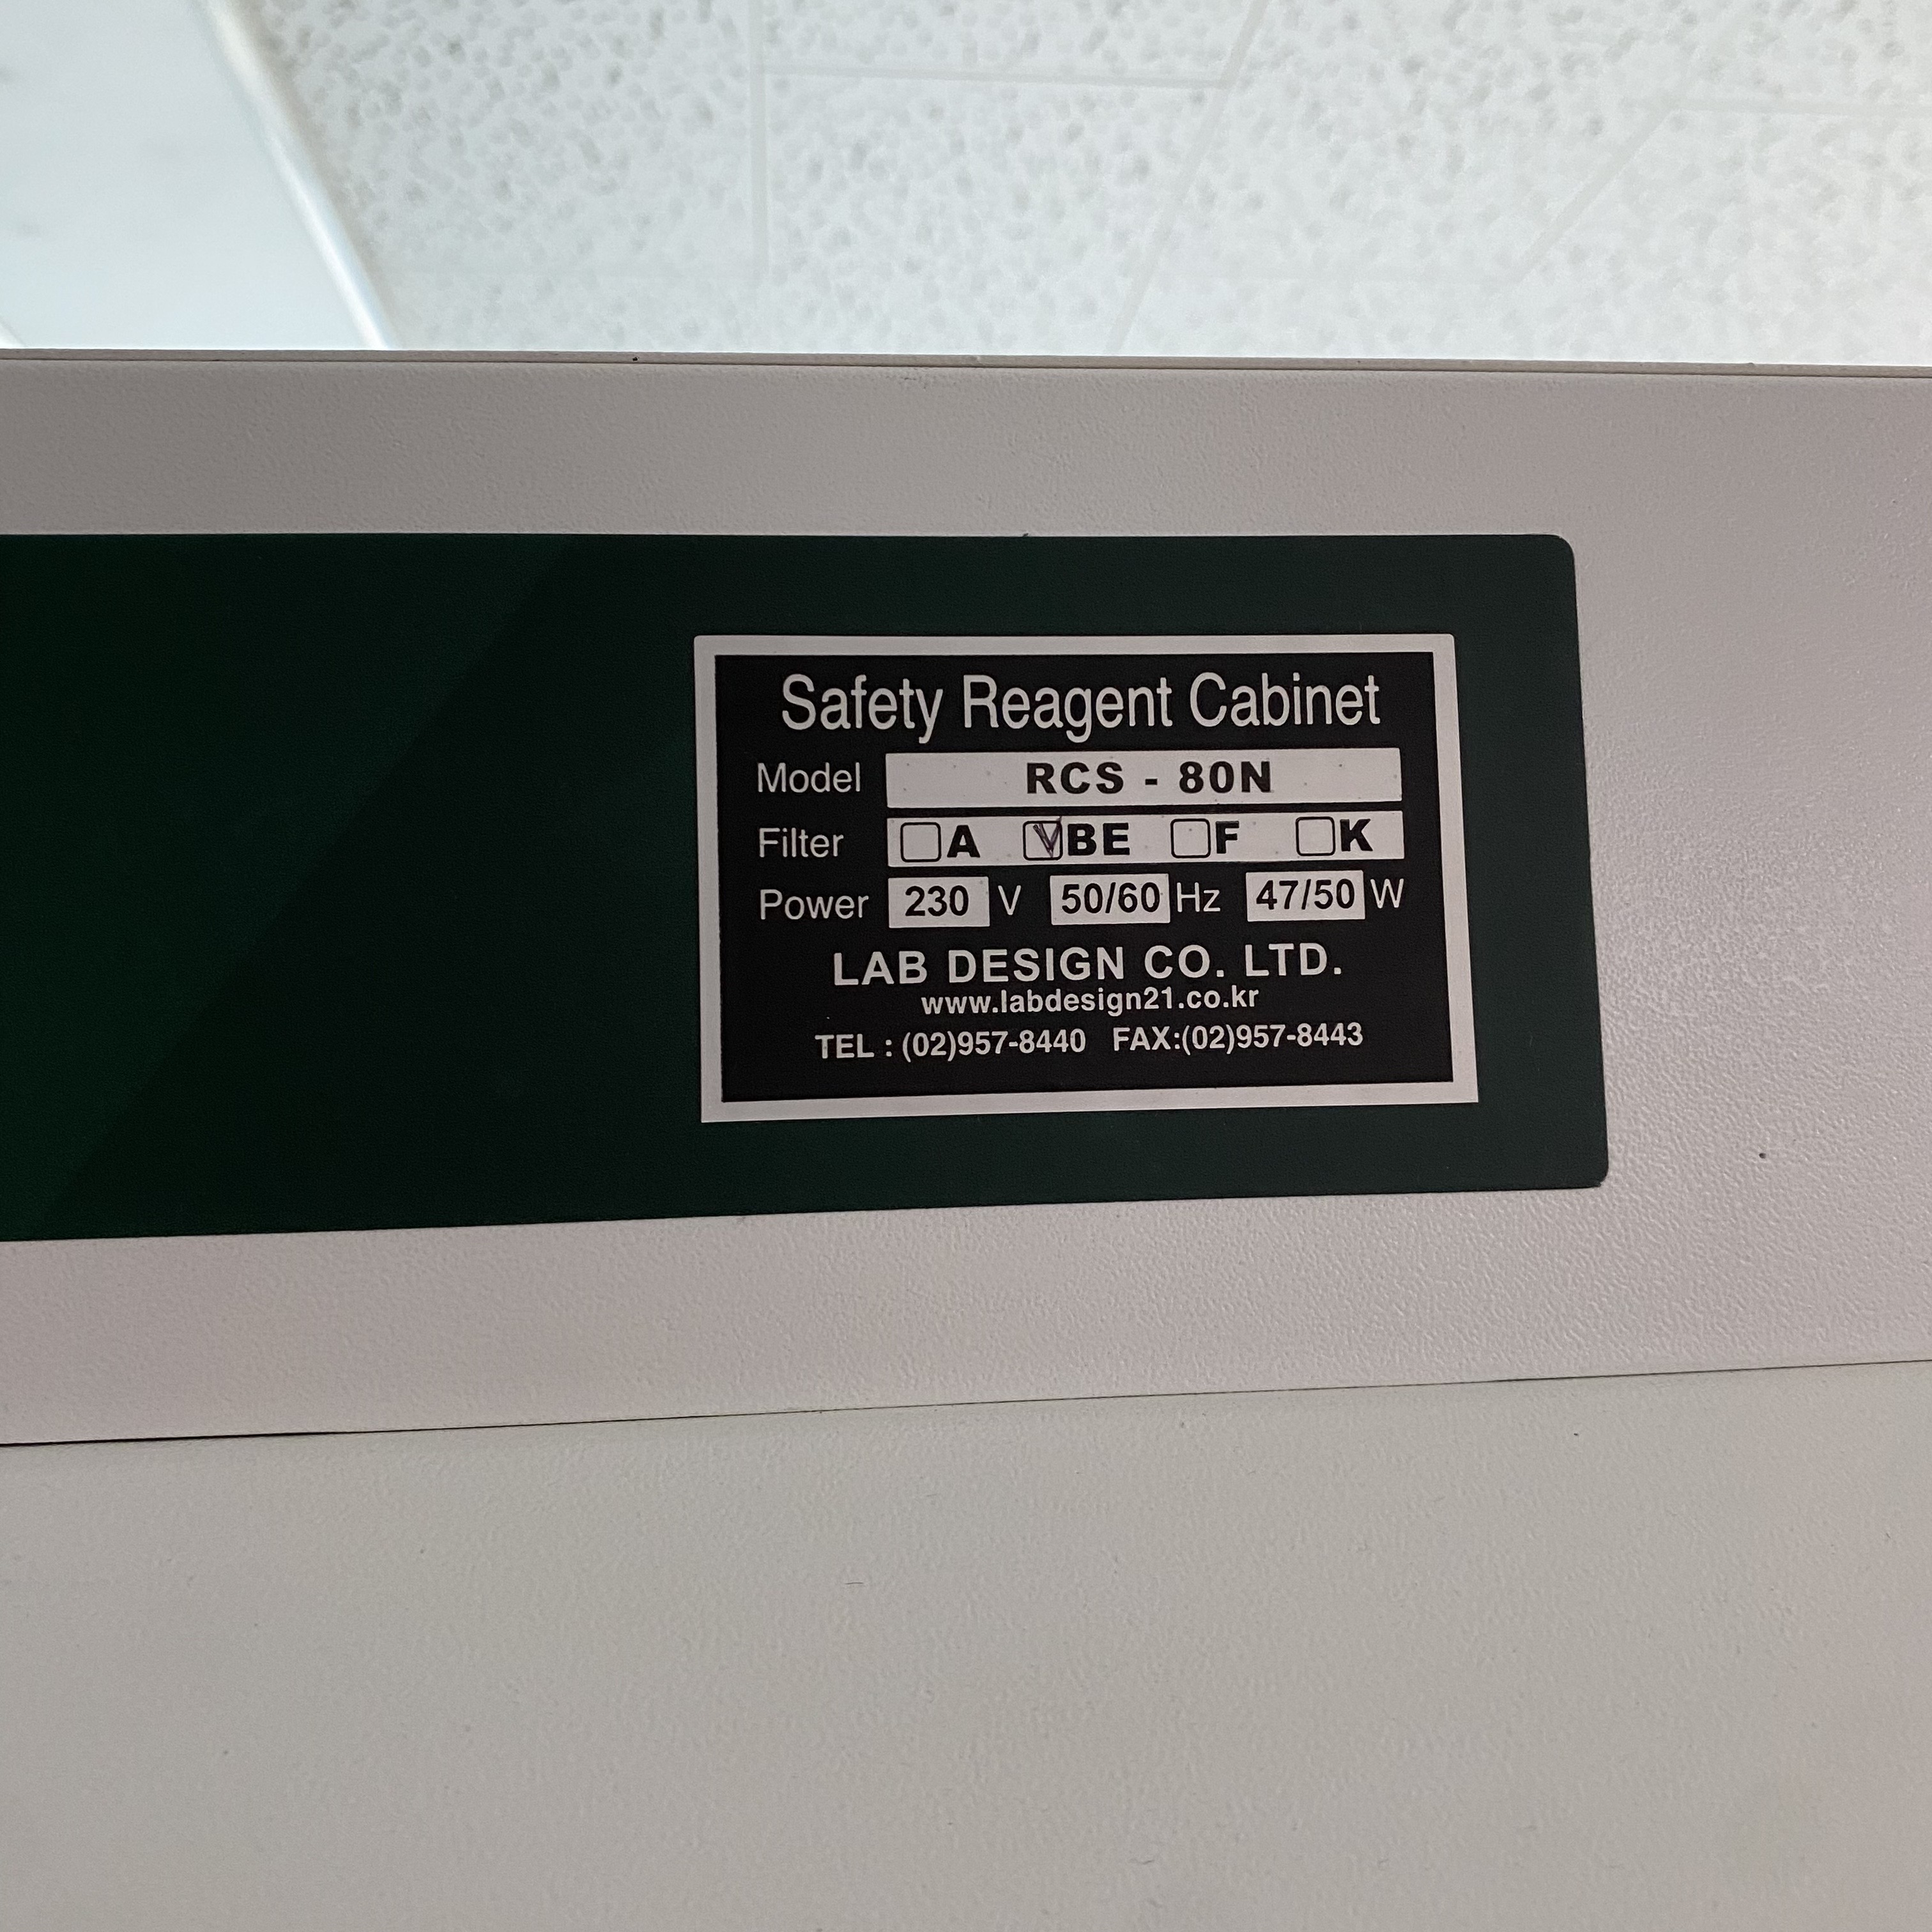 Safety Reagent Cabinet
Model RCS - 80N
Filter ☐A ☑BE ☐F ☐K
Power 230 V 50/60 Hz 47/50 W
LAB DESIGN CO. LTD.
www.labdesign21.co.kr
TEL : (02)957-8440 FAX:(02)957-8443